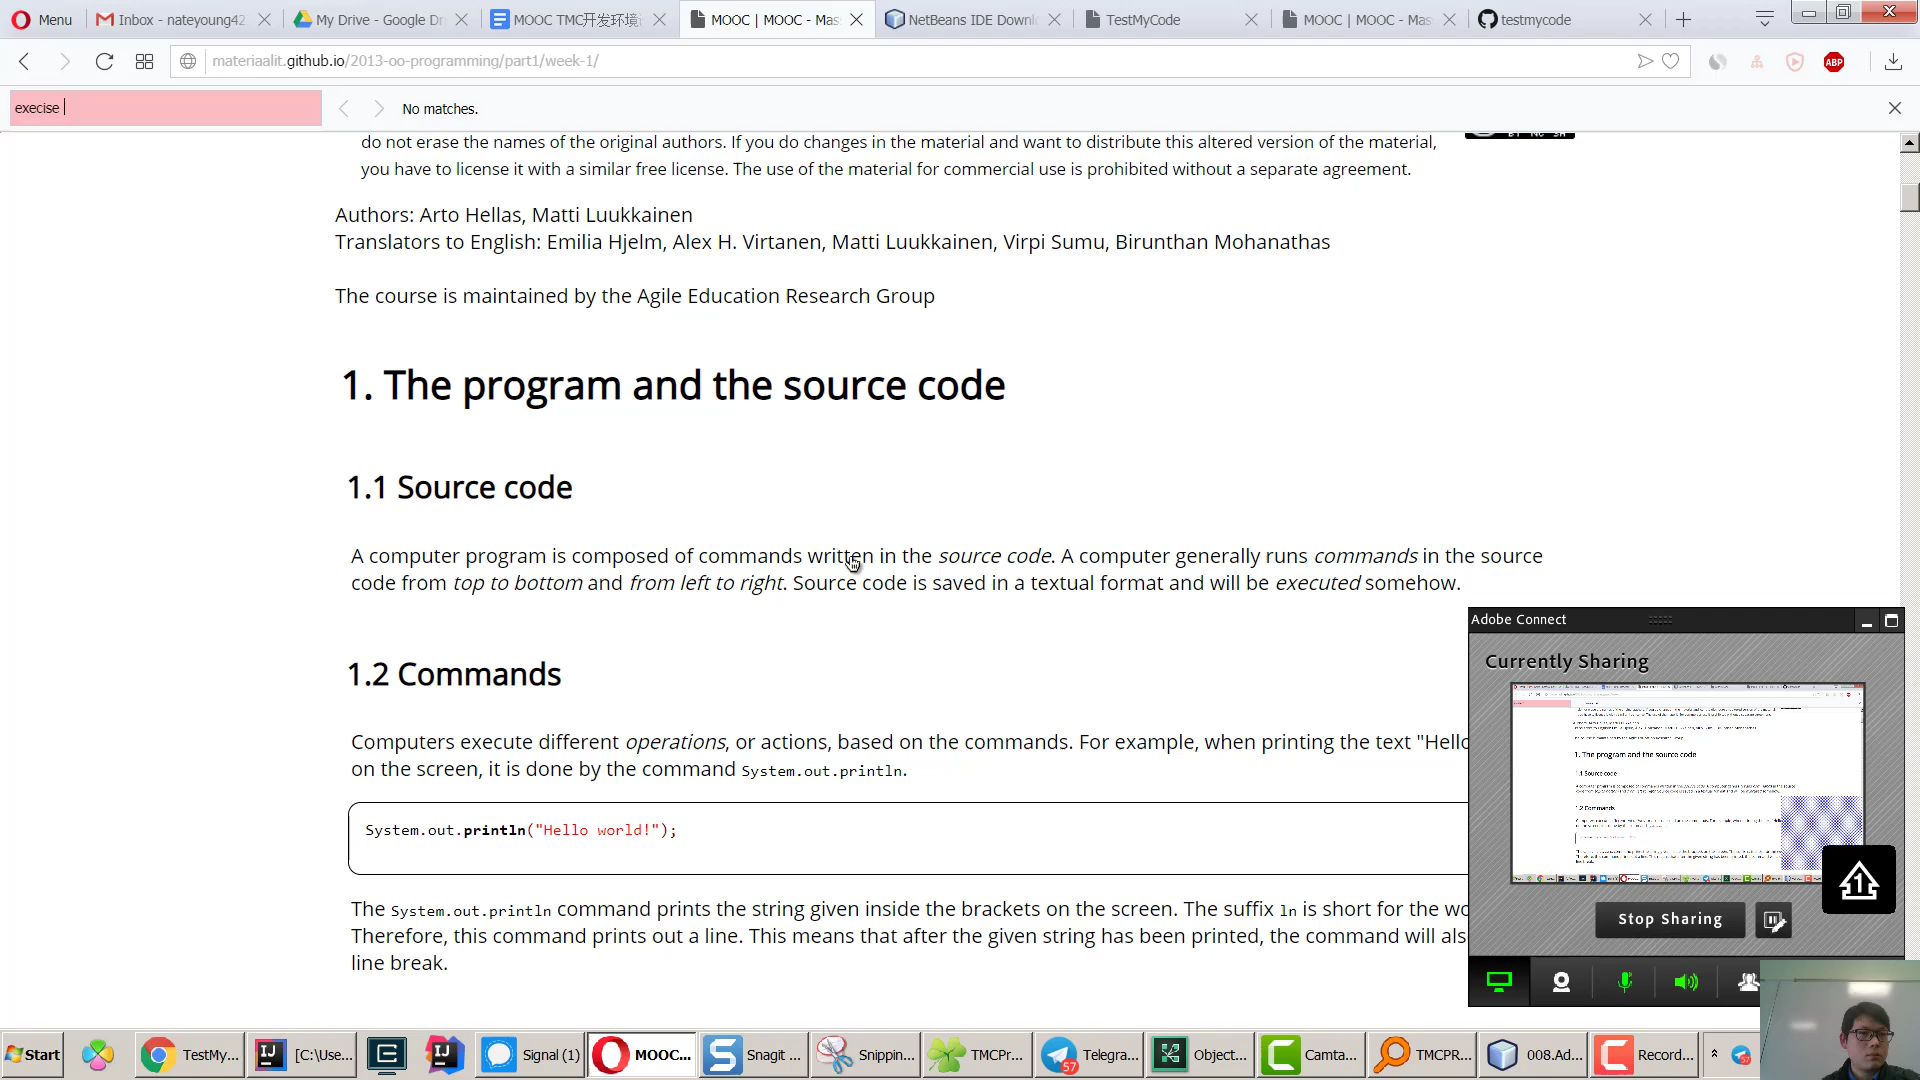 Menu
Inbox - nateyoung42
My Drive - Google Dri
MOOC TMC开发环境
MOOC | MOOC - Mas
NetBeans IDE Downl
TestMyCode
MOOC | MOOC - Mas
testmycode
materiaalit.github.io/2013-oo-programming/part1/week-1/
ABP
execise
No matches.
do not erase the names of the original authors. If you do changes in the material and want to distribute this altered version of the material,
you have to license it with a similar free license. The use of the material for commercial use is prohibited without a separate agreement.
Authors: Arto Hellas, Matti Luukkainen
Translators to English: Emilia Hjelm, Alex H. Virtanen, Matti Luukkainen, Virpi Sumu, Birunthan Mohanathas
The course is maintained by the Agile Education Research Group
1. The program and the source code
1.1 Source code
A computer program is composed of commands written in the source code. A computer generally runs commands in the source
code from top to bottom and from left to right. Source code is saved in a textual format and will be executed somehow.
Adobe Connect
Currently Sharing
1.2 Commands
Computers execute different operations, or actions, based on the commands. For example, when printing the text "Hello
on the screen, it is done by the command System.out.println.
System.out.println("Hello world!");
The System.out.println command prints the string given inside the brackets on the screen. The suffix ln is short for the wo
Therefore, this command prints out a line. This means that after the given string has been printed, the command will als
line break.
1
Stop Sharing
Start
TestMy...
[C:\Use...
Signal (1)
MOOC...
Snagit ...
Snippin...
TMCPr...
57
Telegra...
Object...
Camta...
TMCPR...
008.Ad...
Record...